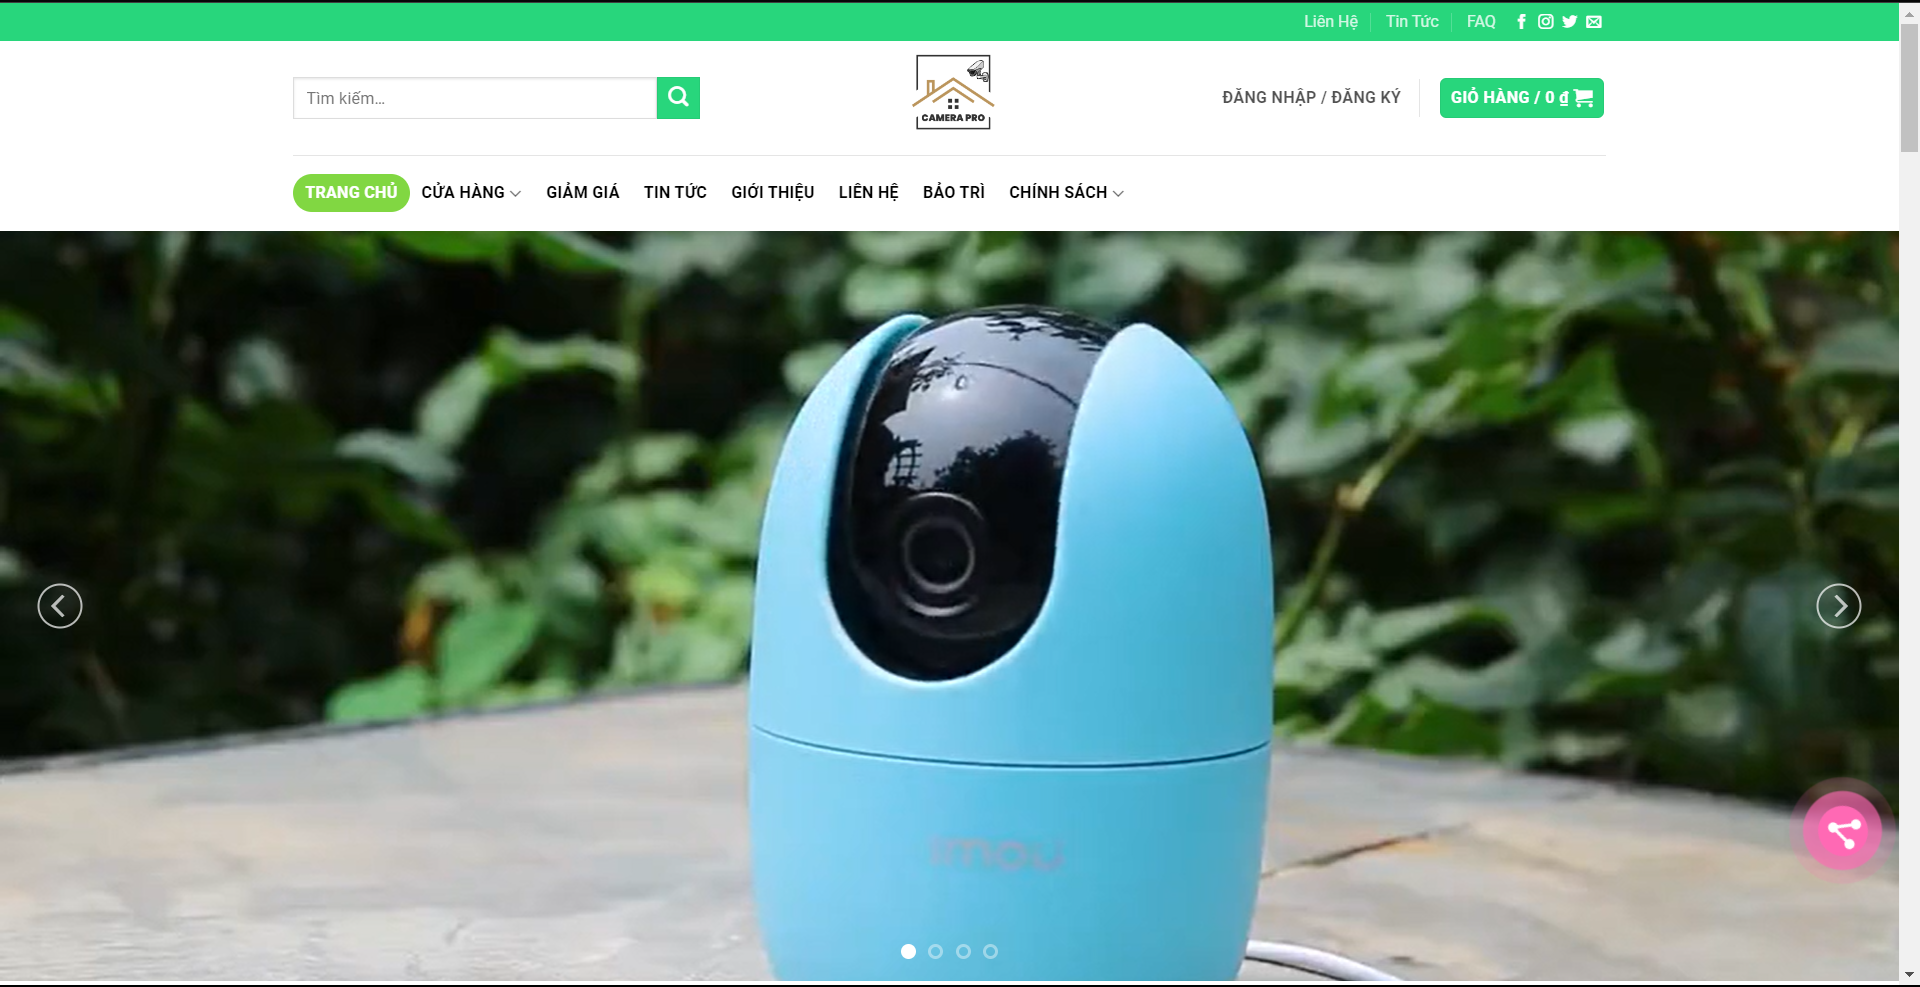 Liên Hệ Tin Tức FAQ
Tìm kiếm...
CAMERA PRO
ĐĂNG NHẬP / ĐĂNG KÝ
GIỎ HÀNG / 0 ₫
TRANG CHỦ CỬA HÀNG GIẢM GIÁ TIN TỨC GIỚI THIỆU LIÊN HỆ BẢO TRÌ CHÍNH SÁCH
imou